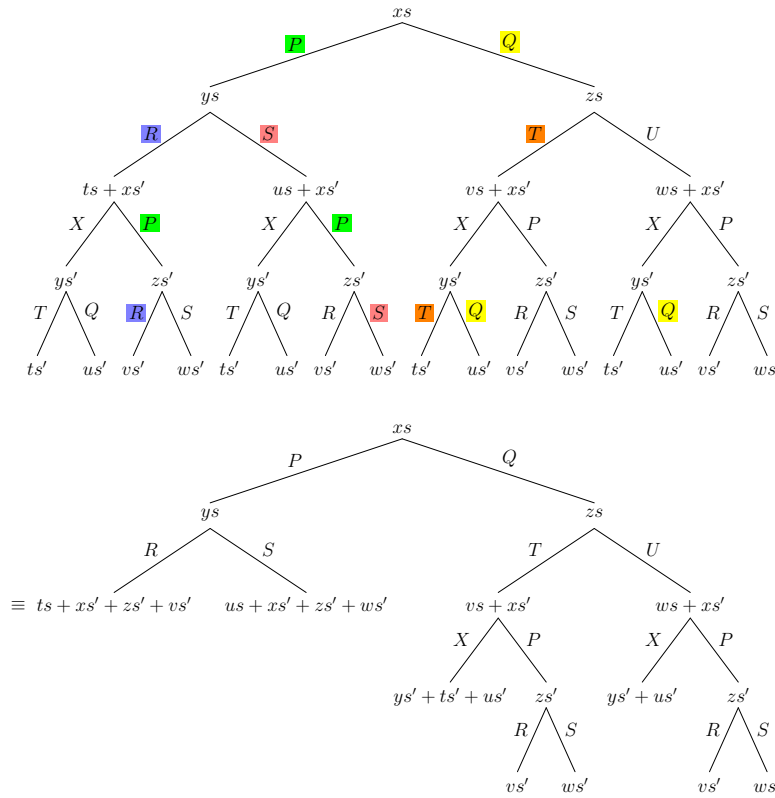 xs
P Q
ys zs
R S T U
ts + xs′ us + xs′ vs + xs′ ws + xs′
X P X P X P X P
ys′ zs′ ys′ zs′ ys′ zs′ ys′ zs′
T Q R S T Q R S T Q R S T Q R S
ts′ us′ vs′ ws′ ts′ us′ vs′ ws′ ts′ us′ vs′ ws′ ts′ us′ vs′ ws
xs
P Q
ys zs
R S T U
≡ ts + xs′ + zs′ + vs′ us + xs′ + zs′ + ws′ vs + xs′ ws + xs′
X P X P
ys′ + ts′ + us′ zs′ ys′ + us′ zs′
R S R S
vs′ ws′ vs′ ws